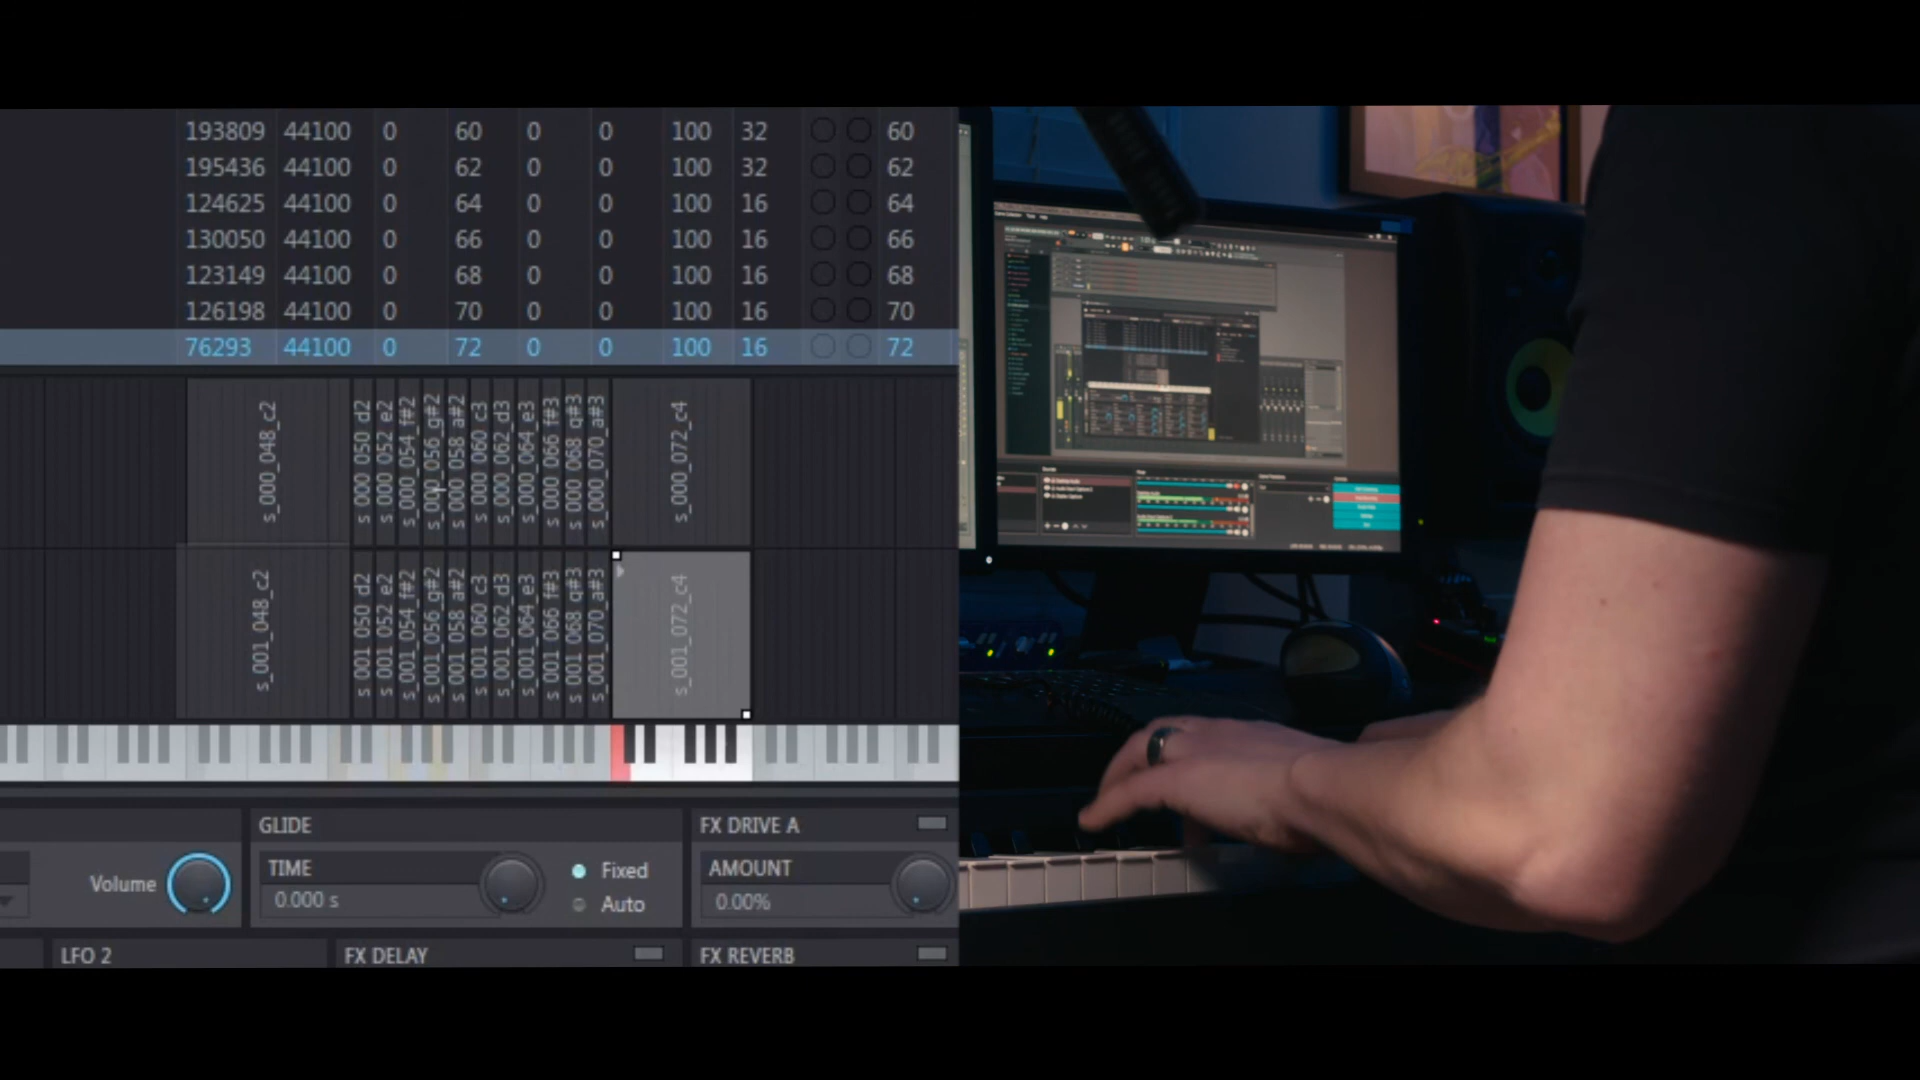 193809 44100 0 60 0 0 100 32 60
195436 44100 0 62 0 0 100 32 62
124625 44100 0 64 0 0 100 16 64
130050 44100 0 66 0 0 100 16 66
123149 44100 0 68 0 0 100 16 68
126198 44100 0 70 0 0 100 16 70
76293 44100 0 72 0 0 100 16 72
s_000_048_c2
s_000_050_d2
s_000_052_e2
s_000_054_f#2
s_000_056_g#2
s_000_058_a#2
s_000_060_c3
s_000_062_d3
s_000_064_e3
s_000_066_f#3
s_000_068_g#3
s_000_070_a#3
s_000_072_c4
s_001_048_c2
s_001_050_d2
s_001_052_e2
s_001_054_f#2
s_001_056_g#2
s_001_058_a#2
s_001_060_c3
s_001_062_d3
s_001_064_e3
s_001_066_f#3
s_001_068_g#3
s_001_070_a#3
s_001_072_c4
Volume
GLIDE
TIME
0.000 s
Fixed
Auto
FX DRIVE A
AMOUNT
0.00%
LFO 2
FX DELAY
FX REVERB